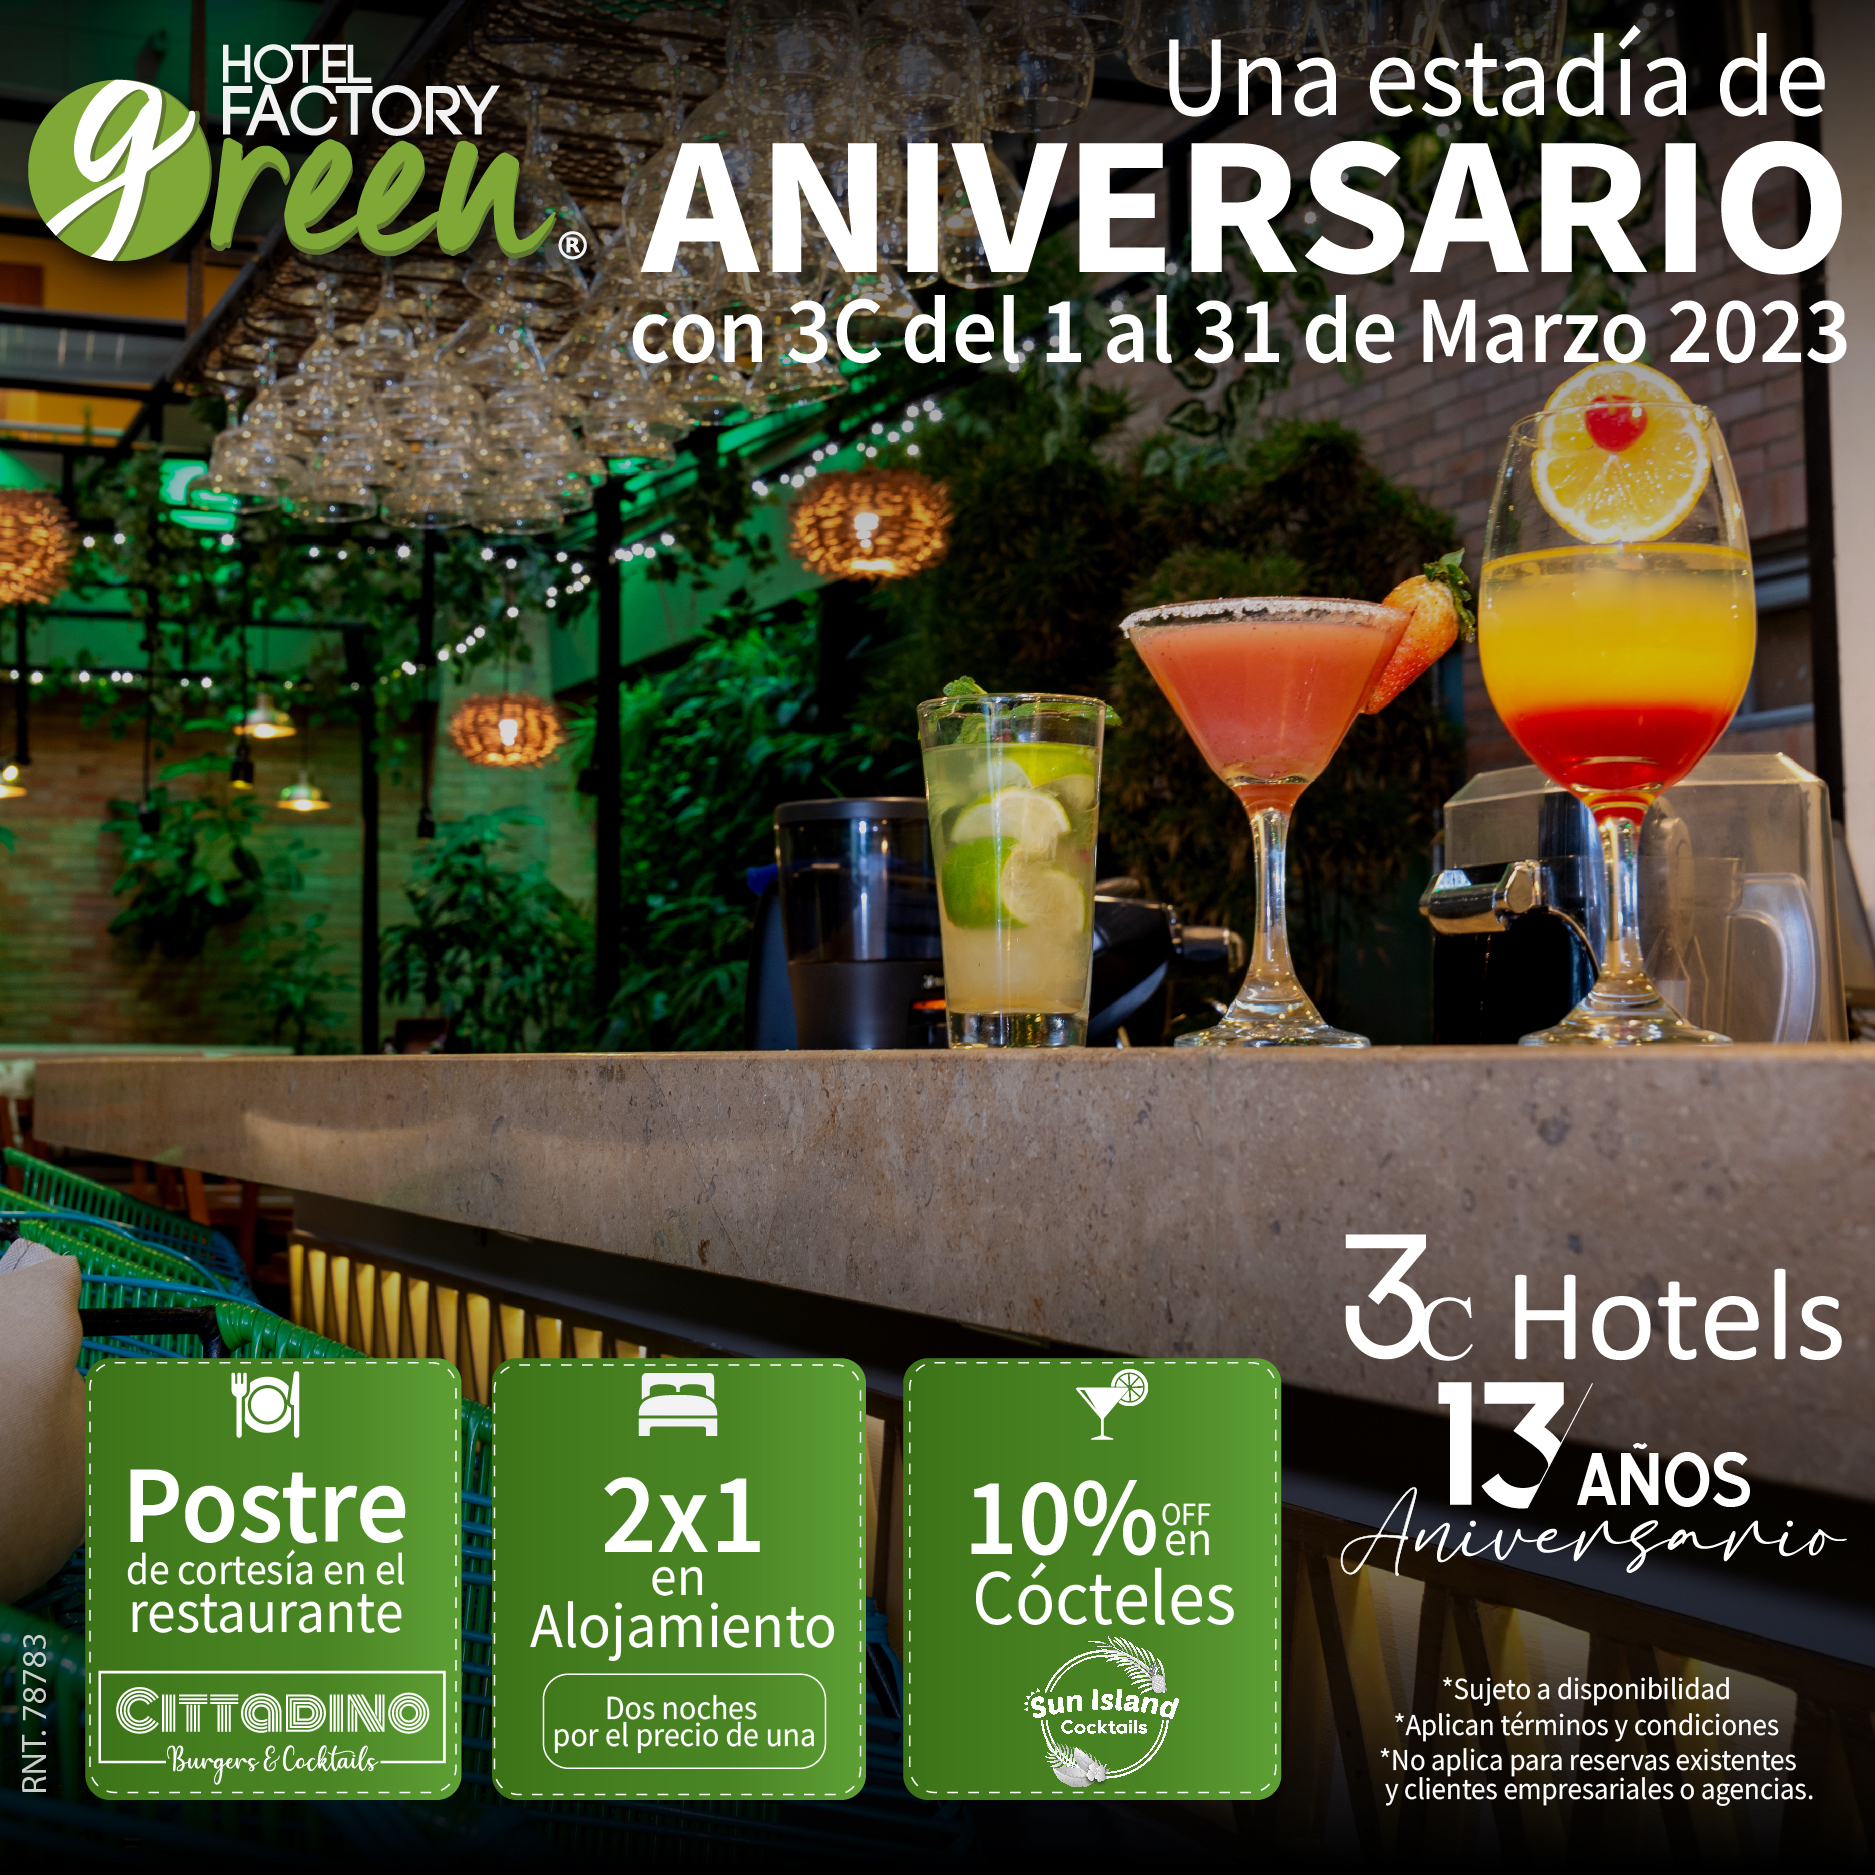 HOTEL
FACTORY
green®
Una estadía de
ANIVERSARIO
con 3C del 1 al 31 de Marzo 2023
3C Hotels
13 AÑOS
Aniversario
Postre
de cortesía en el
restaurante
CITTADINO
Burgers & Cocktails
2x1
en
Alojamiento
Dos noches
por el precio de una
10% OFF
en
Cócteles
Sun Island
Cocktails
*Sujeto a disponibilidad
*Aplican términos y condiciones
*No aplica para reservas existentes
y clientes empresariales o agencias.
RNT. 78783